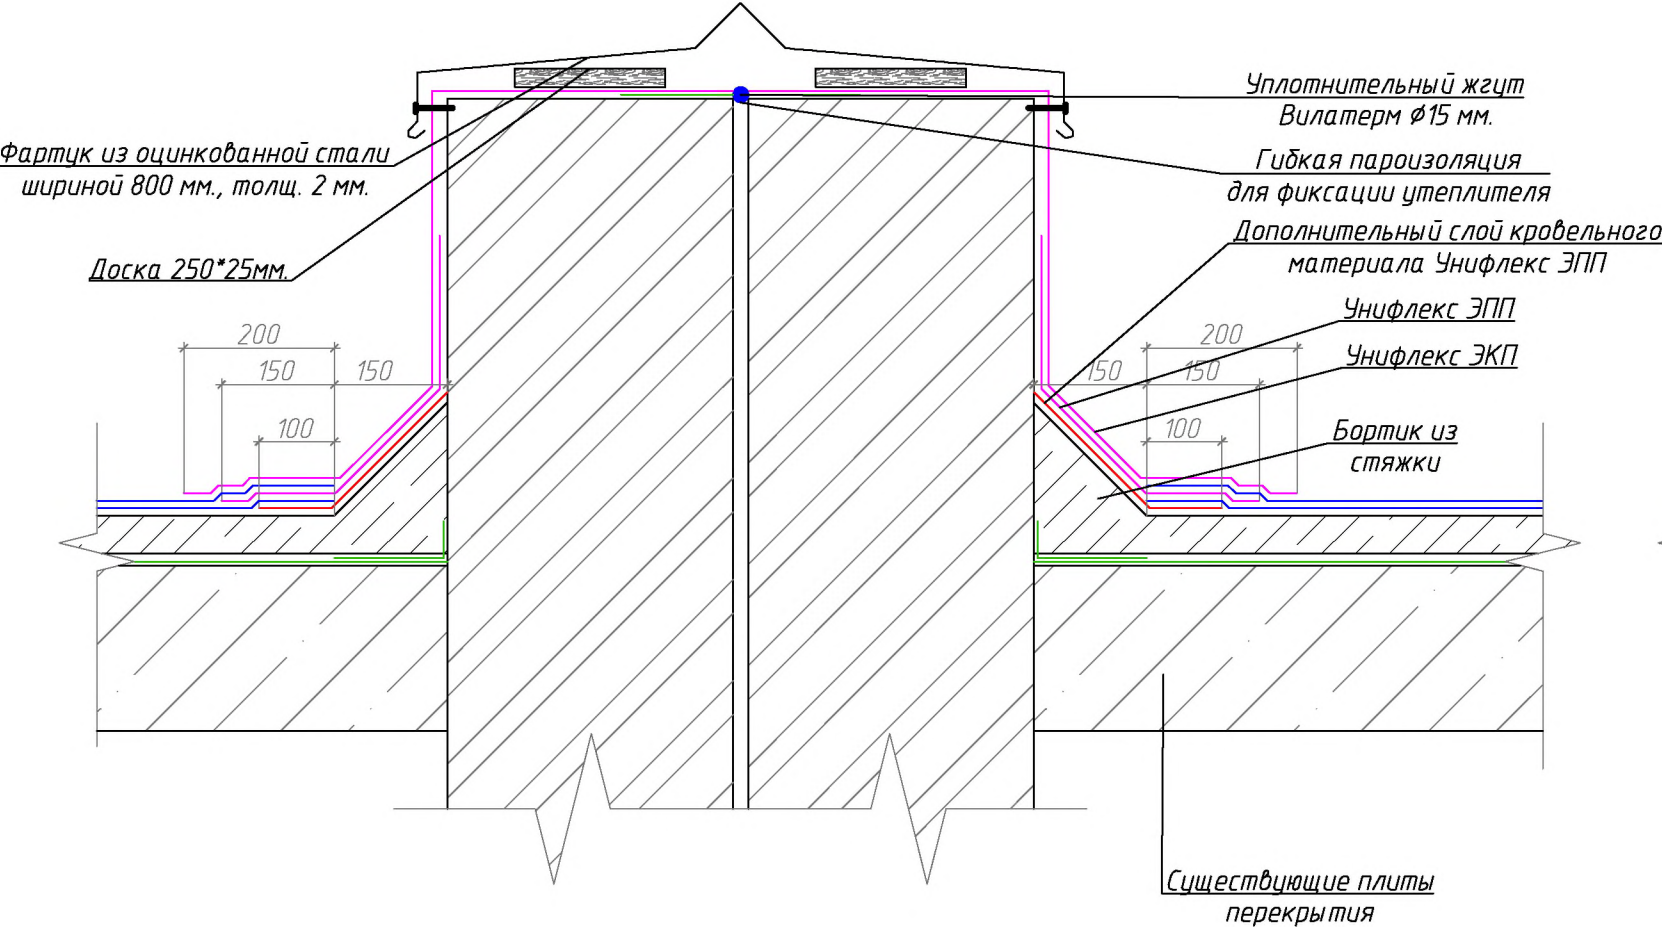 Уплотнительный жгут
Вилатерм ϕ15 мм.
Фартук из оцинкованной стали
шириной 800 мм., толщ. 2 мм.
Гибкая пароизоляция
для фиксации утеплителя
Дополнительный слой кровельного
материала Унифлекс ЭПП
Доска 250*25мм.
Унифлекс ЭПП
200
200
Унифлекс ЭКП
150
150
150
150
100
100
Бортик из
стяжки
Существующие плиты
перекрытия